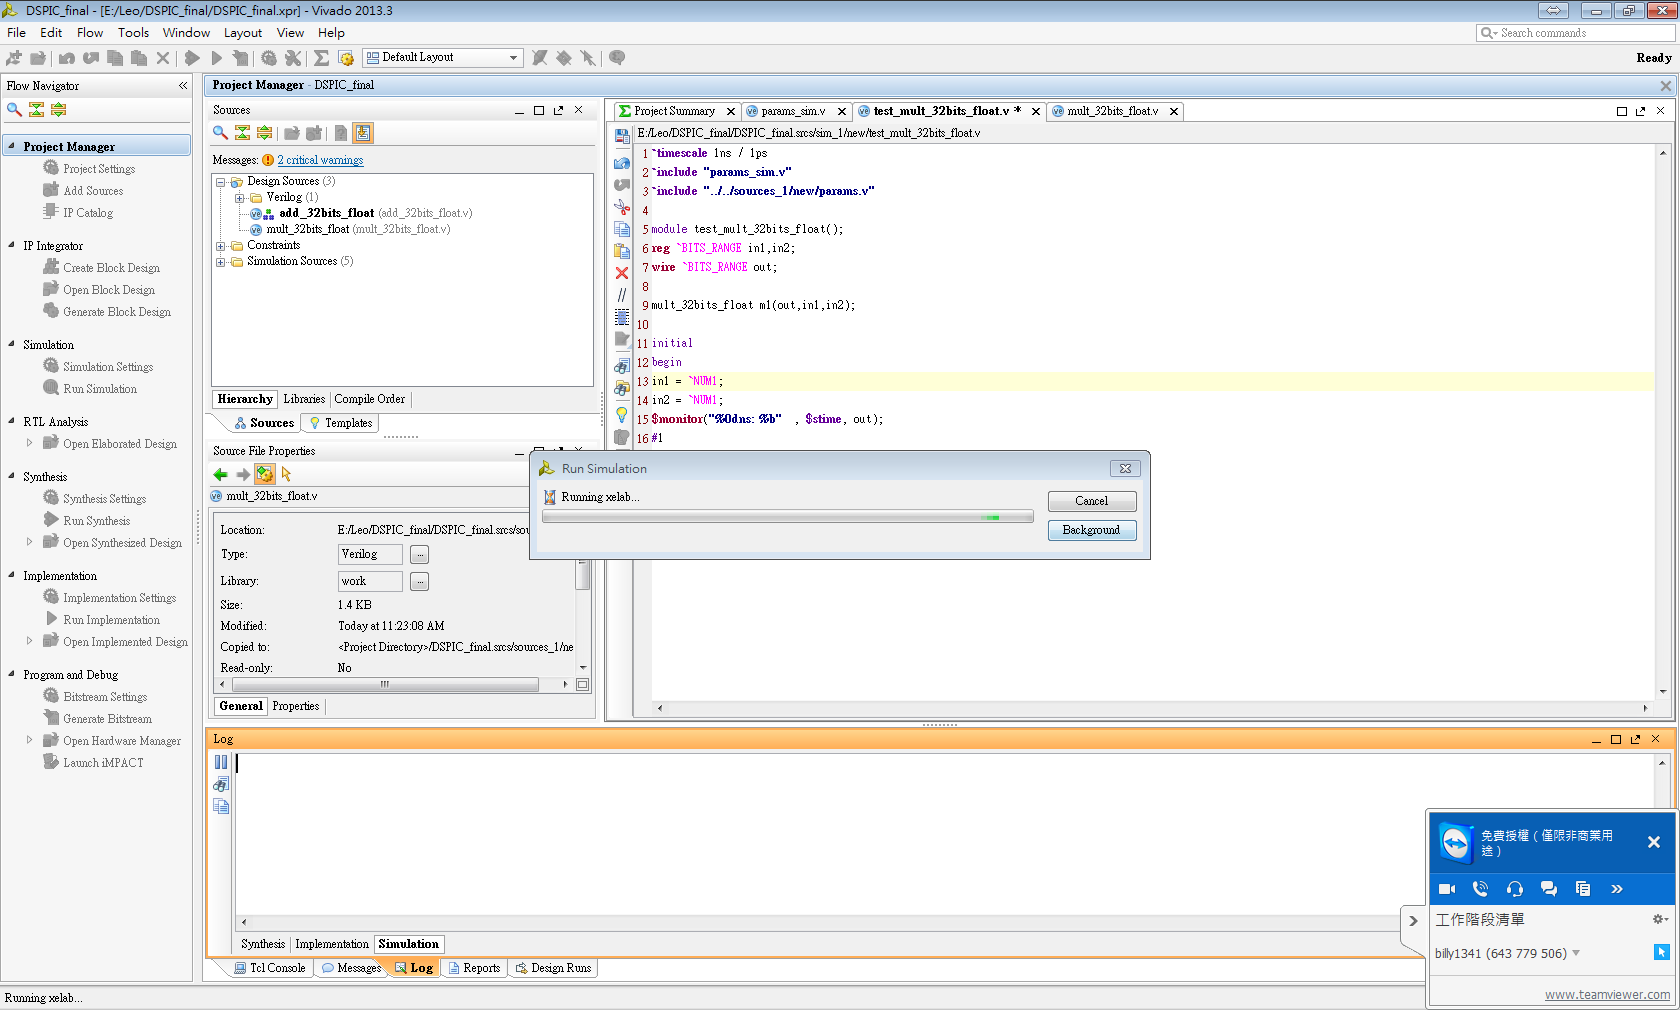 DSPIC_final - [E:/Leo/DSPIC_final/DSPIC_final.xpr] - Vivado 2013.3
File Edit Flow Tools Window Layout View Help
Search commands
Default Layout
Ready
Flow Navigator
Project Manager
Project Settings
Add Sources
IP Catalog
IP Integrator
Create Block Design
Open Block Design
Generate Block Design
Simulation
Simulation Settings
Run Simulation
RTL Analysis
Open Elaborated Design
Synthesis
Synthesis Settings
Run Synthesis
Open Synthesized Design
Implementation
Implementation Settings
Run Implementation
Open Implemented Design
Program and Debug
Bitstream Settings
Generate Bitstream
Open Hardware Manager
Launch iMPACT
Project Manager - DSPIC_final
Sources
Messages: 2 critical warnings
Design Sources (3)
Verilog (1)
add_32bits_float (add_32bits_float.v)
mult_32bits_float (mult_32bits_float.v)
Constraints
Simulation Sources (5)
Hierarchy Libraries Compile Order
Sources Templates
Source File Properties
mult_32bits_float.v
Location: E:/Leo/DSPIC_final/DSPIC_final.srcs/sou
Type: Verilog ...
Library: work ...
Size: 1.4 KB
Modified: Today at 11:23:08 AM
Copied to: <Project Directory>/DSPIC_final.srcs/sources_1/ne
Read-only: No
General Properties
Project Summary params_sim.v test_mult_32bits_float.v * mult_32bits_float.v
E:/Leo/DSPIC_final/DSPIC_final.srcs/sim_1/new/test_mult_32bits_float.v
1 `timescale 1ns / 1ps
2 `include "params_sim.v"
3 `include "../../sources_1/new/params.v"
4
5 module test_mult_32bits_float();
6 reg `BITS_RANGE in1,in2;
7 wire `BITS_RANGE out;
8
9 mult_32bits_float m1(out,in1,in2);
10
11 initial
12 begin
13 in1 = `NUM1;
14 in2 = `NUM1;
15 $monitor("%0dns: %b" , $stime, out);
16 #1
Run Simulation
Running xelab...
Cancel
Background
Log
Synthesis Implementation Simulation
Tcl Console Messages Log Reports Design Runs
Running xelab...
免費授權 ( 僅限非商業用
途 )
工作階段清單
billy1341 (643 779 506)
www.teamviewer.com